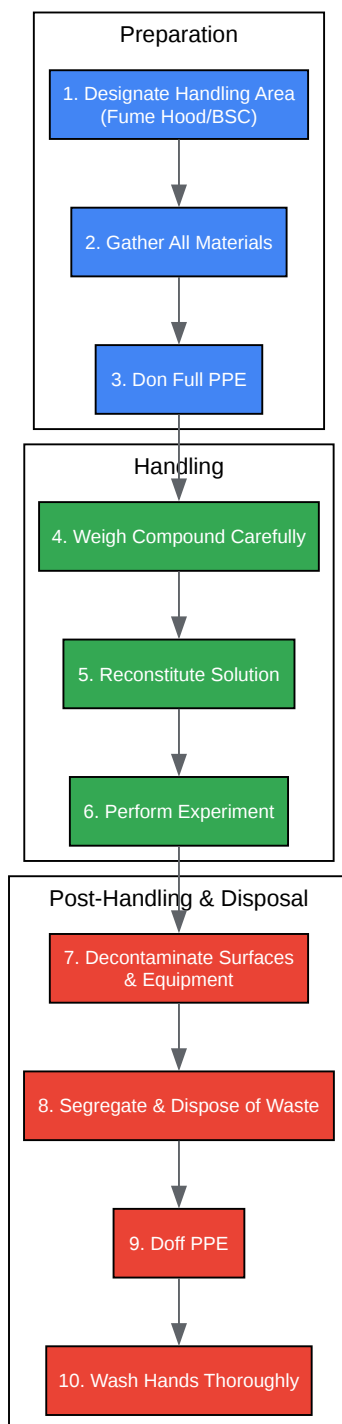 Preparation
1. Designate Handling Area
(Fume Hood/BSC)
2. Gather All Materials
3. Don Full PPE
Handling
4. Weigh Compound Carefully
5. Reconstitute Solution
6. Perform Experiment
Post-Handling & Disposal
7. Decontaminate Surfaces
& Equipment
8. Segregate & Dispose of Waste
9. Doff PPE
10. Wash Hands Thoroughly